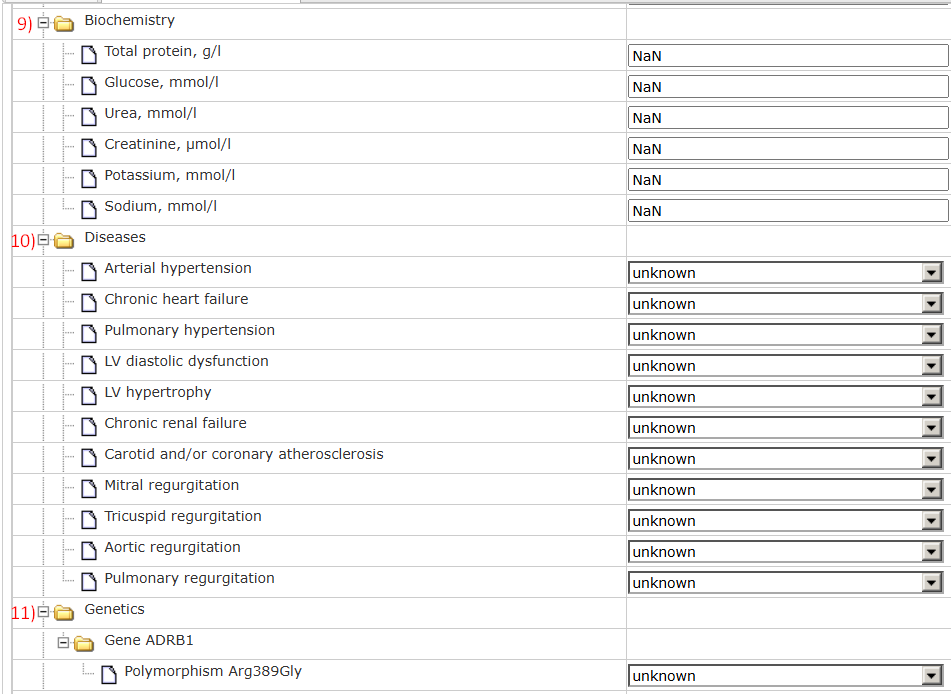 9) Biochemistry
Total protein, g/l NaN
Glucose, mmol/l NaN
Urea, mmol/l NaN
Creatinine, µmol/l NaN
Potassium, mmol/l NaN
Sodium, mmol/l NaN
10) Diseases
Arterial hypertension unknown
Chronic heart failure unknown
Pulmonary hypertension unknown
LV diastolic dysfunction unknown
LV hypertrophy unknown
Chronic renal failure unknown
Carotid and/or coronary atherosclerosis unknown
Mitral regurgitation unknown
Tricuspid regurgitation unknown
Aortic regurgitation unknown
Pulmonary regurgitation unknown
11) Genetics
Gene ADRB1
Polymorphism Arg389Gly unknown